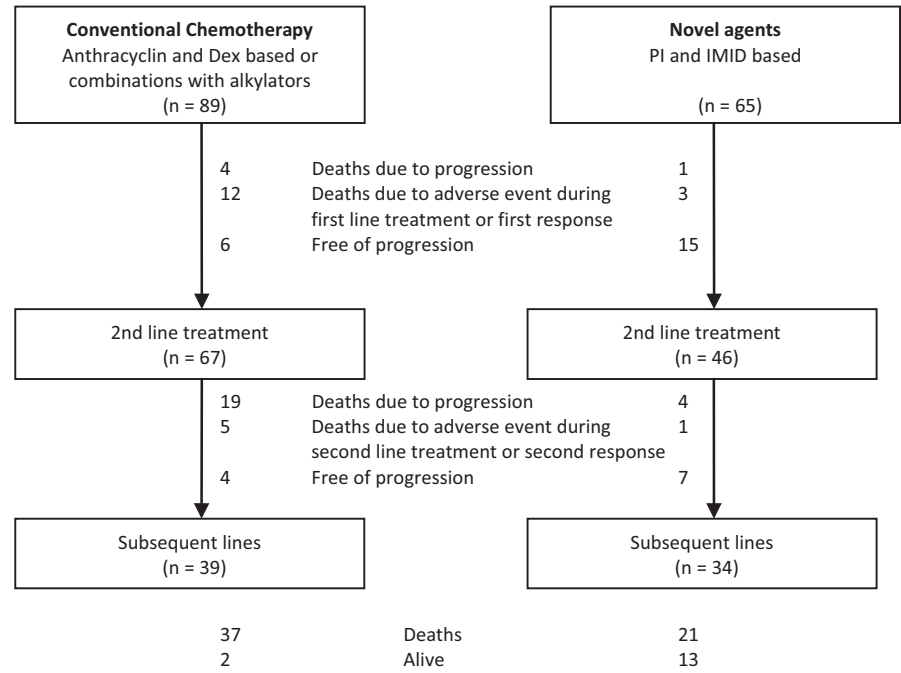 Conventional Chemotherapy
Anthracyclin and Dex based or
combinations with alkylators
(n = 89)
Novel agents
PI and IMID based
(n = 65)
4 Deaths due to progression 1
12 Deaths due to adverse event during 3
first line treatment or first response
6 Free of progression 15
2nd line treatment
(n = 67)
2nd line treatment
(n = 46)
19 Deaths due to progression 4
5 Deaths due to adverse event during 1
second line treatment or second response
4 Free of progression 7
Subsequent lines
(n = 39)
Subsequent lines
(n = 34)
37 Deaths 21
2 Alive 13